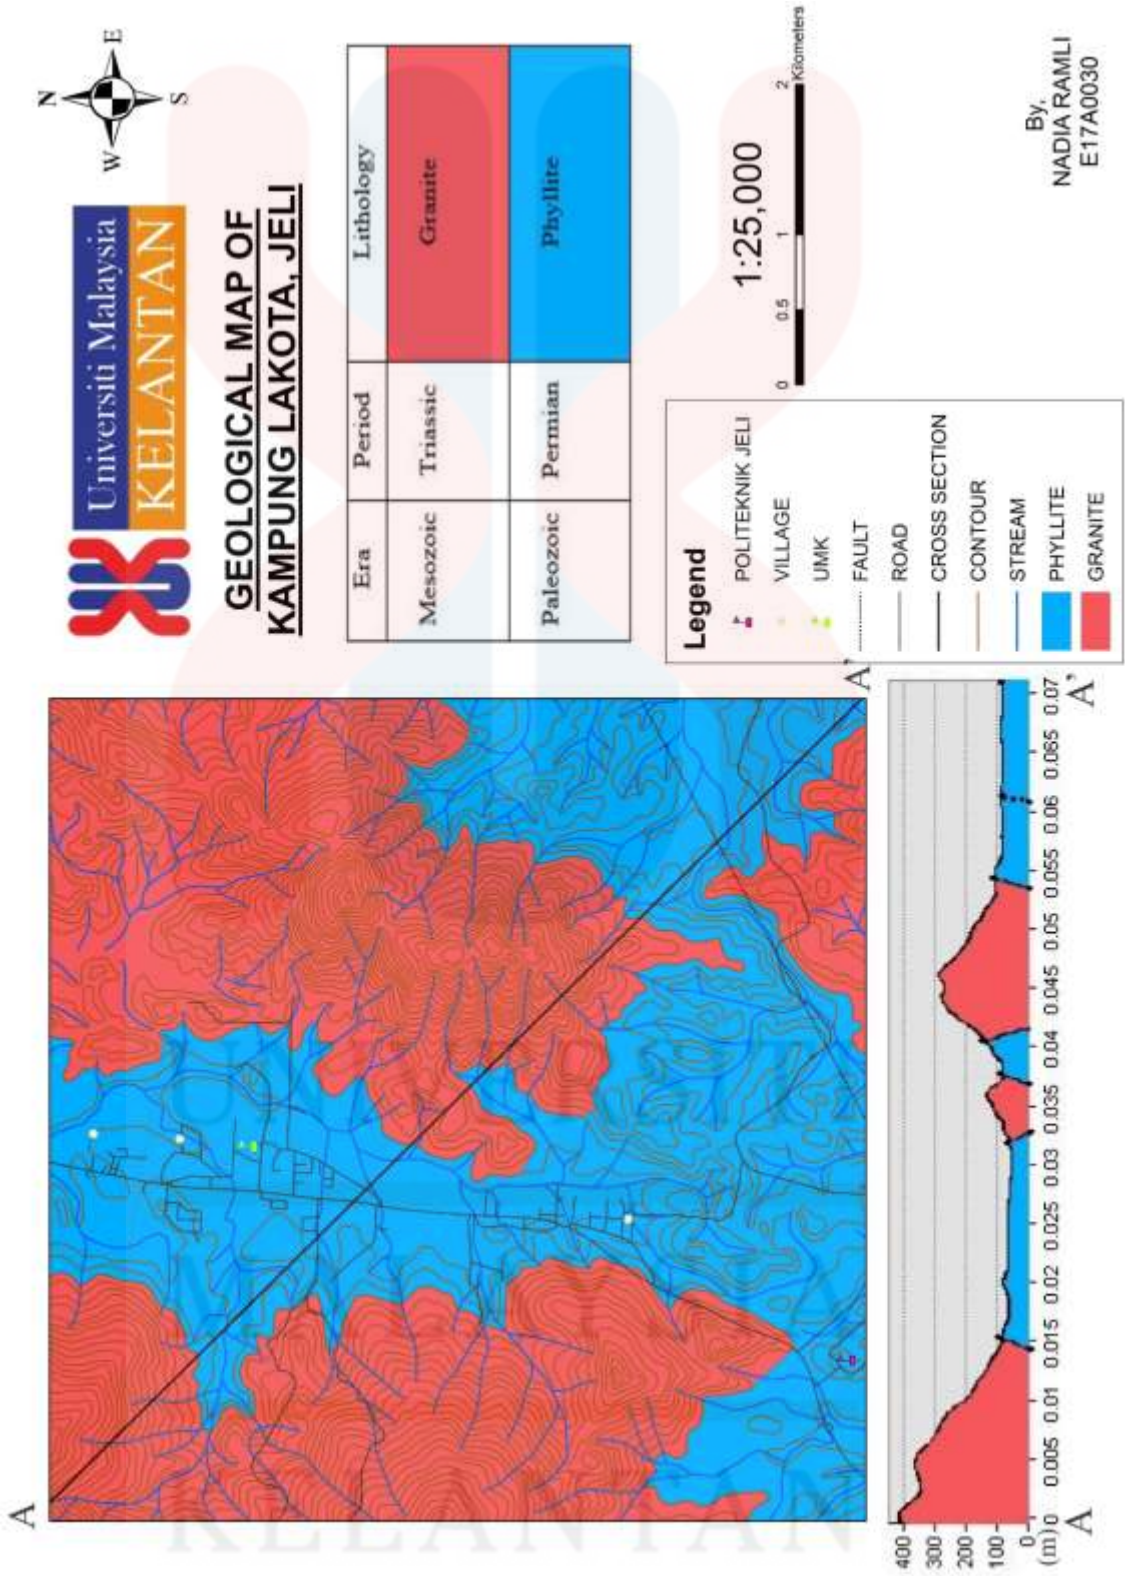 N
W
E
S
Universiti Malaysia
KELANTAN
GEOLOGICAL MAP OF
KAMPUNG LAKOTA, JELI
Era Period Lithology
Mesozoic Triassic Granite
Paleozoic Permian Phyllite
Legend
POLITEKNIK JELI
VILLAGE
UMK
FAULT
ROAD
CROSS SECTION
CONTOUR
STREAM
PHYLLITE
GRANITE
1:25,000
0 0.5 1 2
Kilometers
By,
NADIA RAMLI
E17A0030
A
A'
UNIVERSITI
MALAYSIA
KELANTAN
400
300
200
100
0
(m)
0 0.005 0.01 0.015 0.02 0.025 0.03 0.035 0.04 0.045 0.05 0.055 0.06 0.065 0.07
A A'